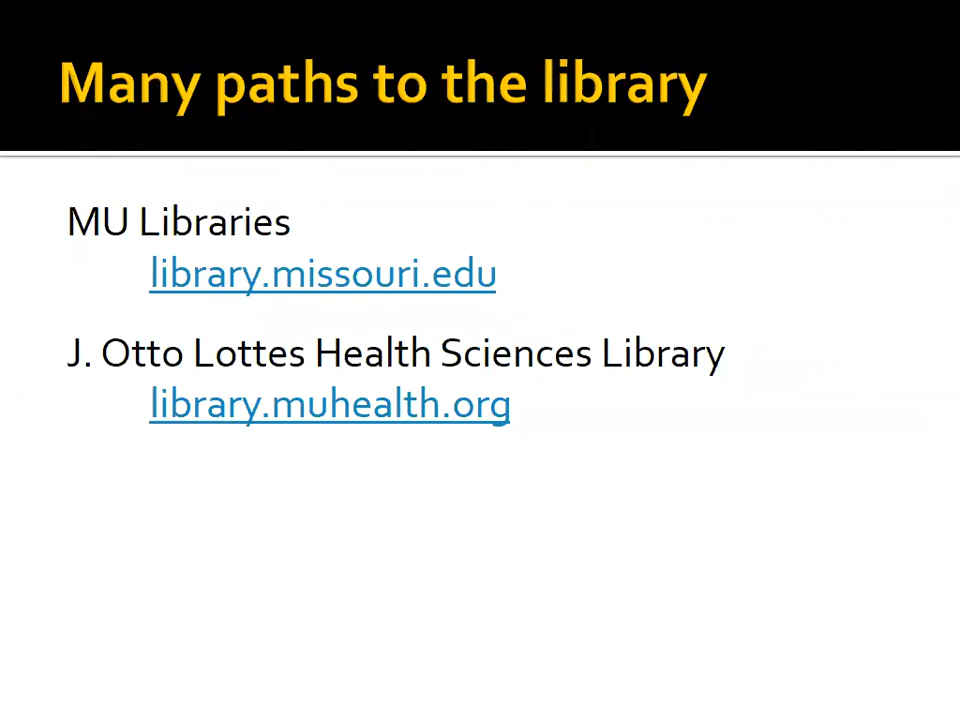 Many paths to the library
MU Libraries
library.missouri.edu
J. Otto Lottes Health Sciences Library
library.muhealth.org